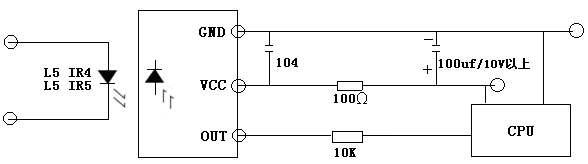 GND
L5 IR4
L5 IR5
104
−
+
100uf/10V以上
VCC
100Ω
OUT
10K
CPU